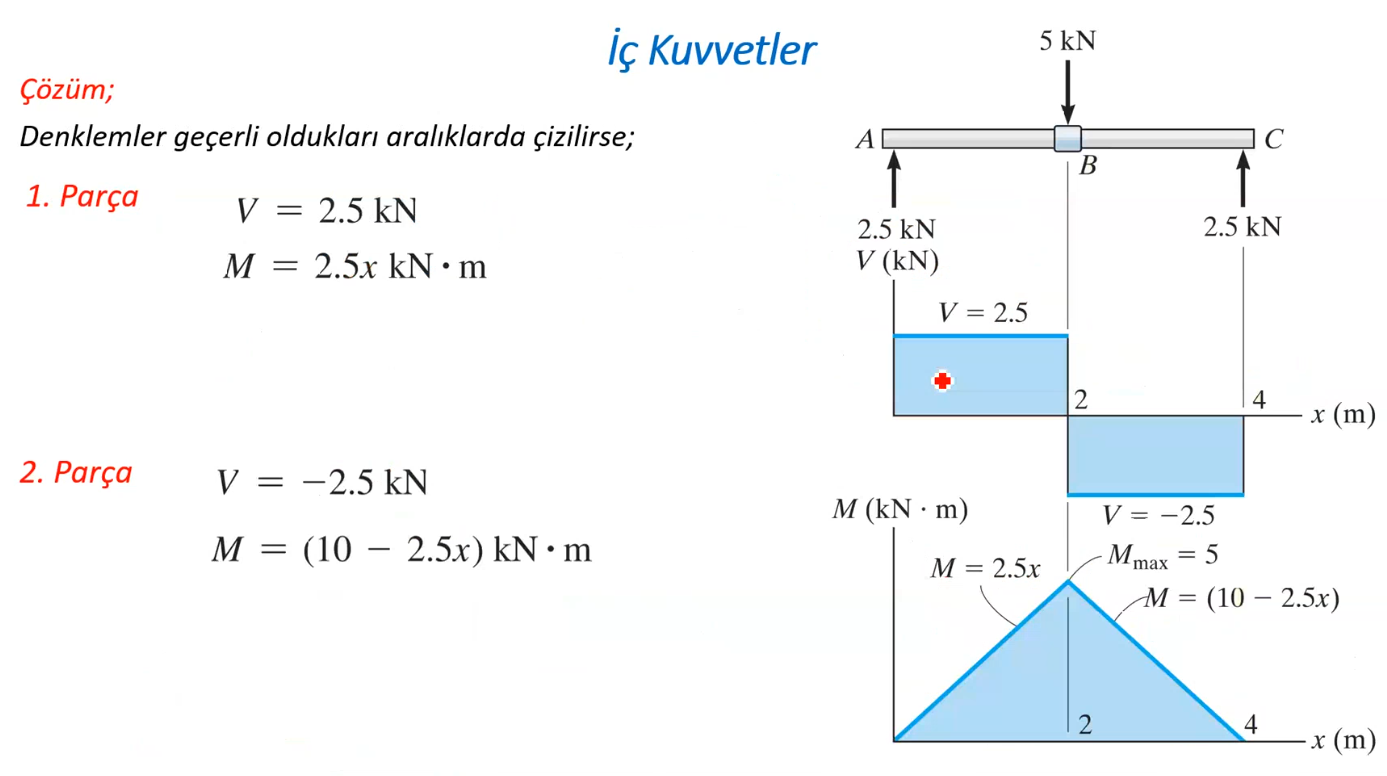 İç Kuvvetler
Çözüm;
Denklemler geçerli oldukları aralıklarda çizilirse;
1. Parça
V = 2.5 kN
M = 2.5x kN · m
2. Parça
V = −2.5 kN
M = (10 − 2.5x) kN · m
5 kN
A
C
B
2.5 kN
2.5 kN
V (kN)
V = 2.5
2
4
x (m)
V = −2.5
M (kN · m)
M = 2.5x
Mmax = 5
M = (10 − 2.5x)
2
4
x (m)